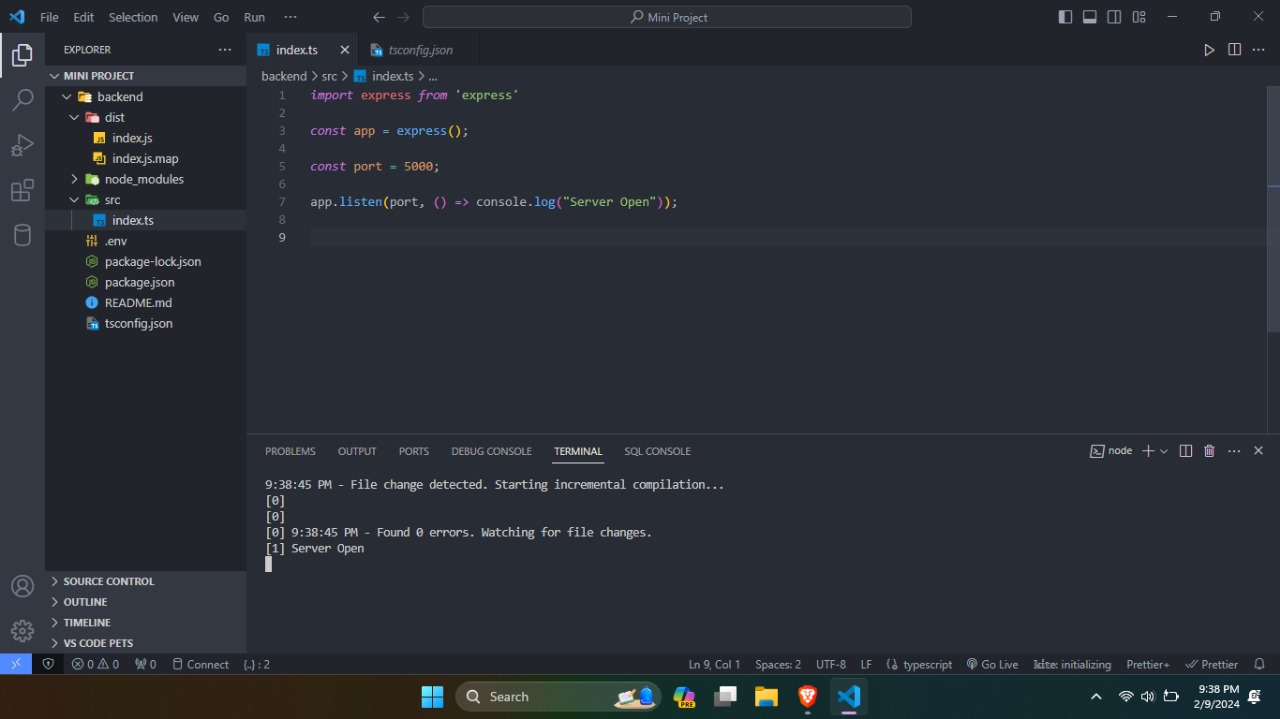 File Edit Selection View Go Run ···
Mini Project
EXPLORER ···
index.ts
tsconfig.json
MINI PROJECT
backend > src > index.ts > ...
backend
dist
index.js
index.js.map
node_modules
src
index.ts
.env
package-lock.json
package.json
README.md
tsconfig.json
1 import express from 'express'
2
3 const app = express();
4
5 const port = 5000;
6
7 app.listen(port, () => console.log("Server Open"));
8
9
PROBLEMS OUTPUT PORTS DEBUG CONSOLE TERMINAL SQL CONSOLE
node
9:38:45 PM - File change detected. Starting incremental compilation...
[0]
[0]
[0] 9:38:45 PM - Found 0 errors. Watching for file changes.
[1] Server Open
SOURCE CONTROL
OUTLINE
TIMELINE
VS CODE PETS
0 0 0 Connect {..} : 2
Ln 9, Col 1 Spaces: 2 UTF-8 LF typescript Go Live initializing Prettier+ Prettier
Search
PRE
9:38 PM
2/9/2024